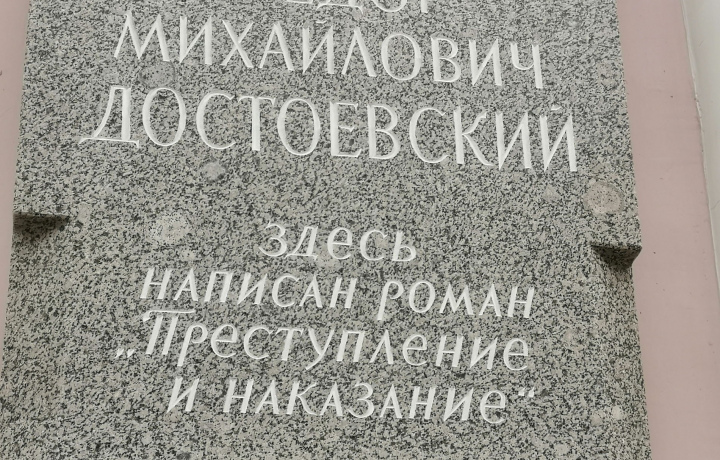 МИХАЙЛОВИЧ
ДОСТОЕВСКИЙ
здесь
написан роман
„Преступление
и наказание“